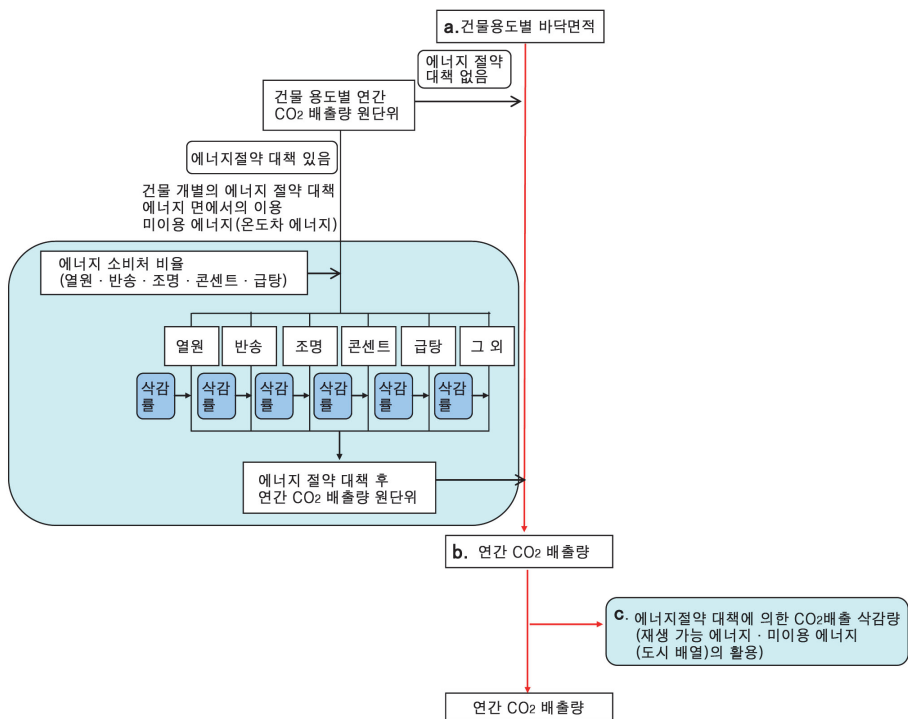 a.건물용도별 바닥면적
에너지 절약
대책 없음
건물 용도별 연간
CO2 배출량 원단위
에너지절약 대책 있음
건물 개별의 에너지 절약 대책
에너지 면에서의 이용
미이용 에너지(온도차 에너지)
에너지 소비처 비율
(열원 · 반송 · 조명 · 콘센트 · 급탕)
열원 반송 조명 콘센트 급탕 그 외
삭감률 삭감률 삭감률 삭감률 삭감률 삭감률
에너지 절약 대책 후
연간 CO2 배출량 원단위
b. 연간 CO2 배출량
c. 에너지절약 대책에 의한 CO2배출 삭감량
(재생 가능 에너지 · 미이용 에너지
(도시 배열)의 활용)
연간 CO2 배출량